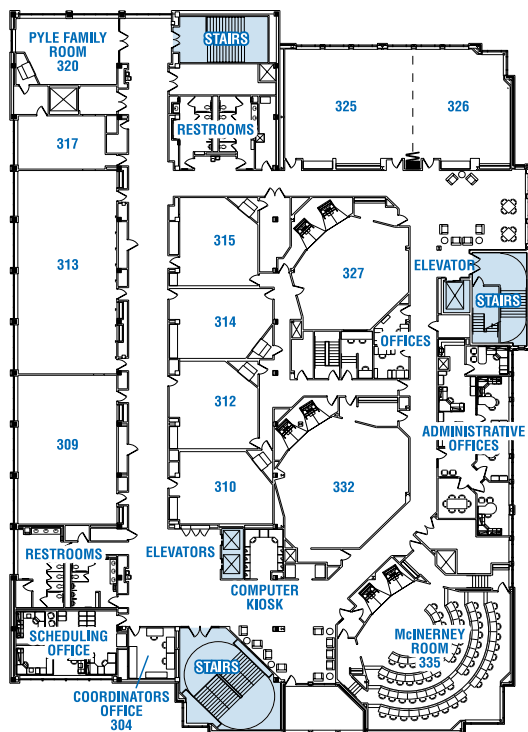 STAIRS
PYLE FAMILY
ROOM
320
325
326
RESTROOMS
317
315
313
327
ELEVATOR
STAIRS
314
OFFICES
312
309
ADMINISTRATIVE
OFFICES
310
332
RESTROOMS
ELEVATORS
COMPUTER
KIOSK
SCHEDULING
OFFICE
McINERNEY
ROOM
335
STAIRS
COORDINATORS
OFFICE
304